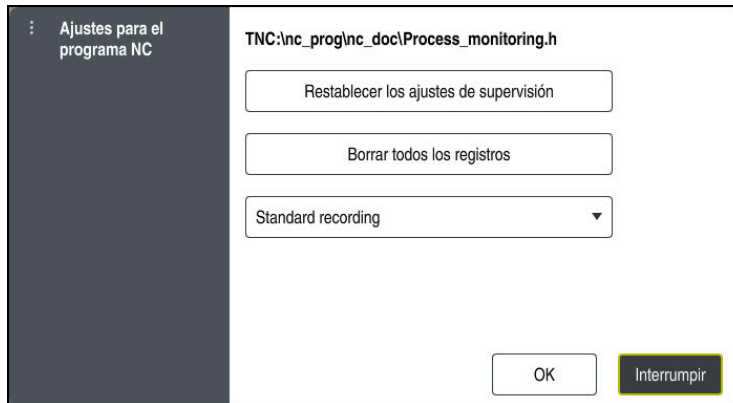 Ajustes para el
programa NC
TNC:\nc_prog\nc_doc\Process_monitoring.h
Restablecer los ajustes de supervisión
Borrar todos los registros
Standard recording
OK
Interrumpir